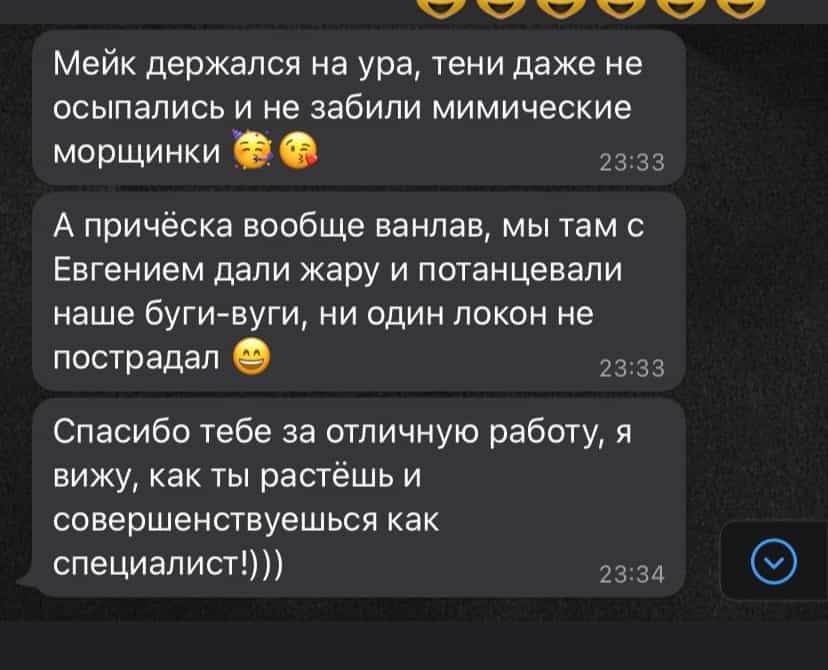 Мейк держался на ура, тени даже не
осыпались и не забили мимические
морщинки 🥳😘
23:33
А причёска вообще ванлав, мы там с
Евгением дали жару и потанцевали
наше буги-вуги, ни один локон не
пострадал 😄
23:33
Спасибо тебе за отличную работу, я
вижу, как ты растёшь и
совершенствуешься как
специалист!)))
23:34